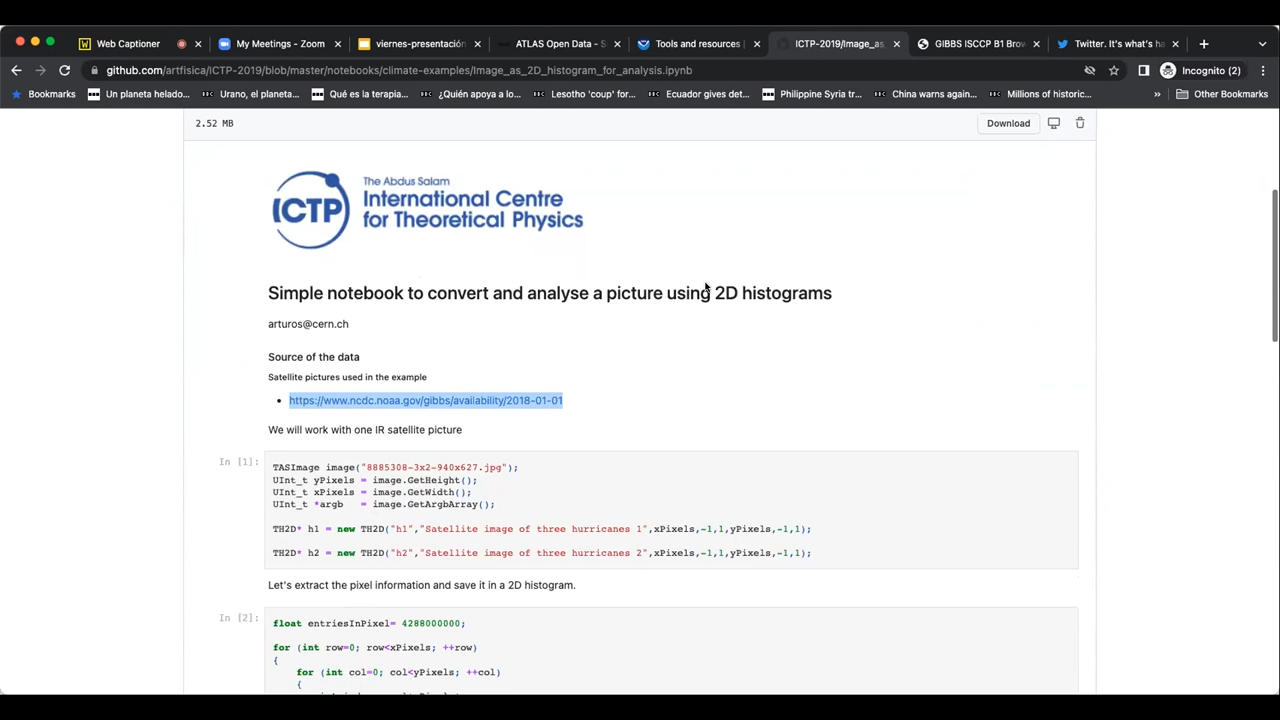 Web Captioner
My Meetings - Zoom
viernes-presentación
ATLAS Open Data - S
Tools and resources |
ICTP-2019/Image_as_
GIBBS ISCCP B1 Brow
Twitter. It's what's ha
github.com/artfisica/ICTP-2019/blob/master/notebooks/climate-examples/Image_as_2D_histogram_for_analysis.ipynb
Incognito (2)
Bookmarks
Un planeta helado...
Urano, el planeta...
Qué es la terapia...
¿Quién apoya a lo...
Lesotho 'coup' for...
Ecuador gives det...
Philippine Syria tr...
China warns again...
Millions of historic...
»
Other Bookmarks
2.52 MB
Download
ICTP
The Abdus Salam
International Centre
for Theoretical Physics
Simple notebook to convert and analyse a picture using 2D histograms
arturos@cern.ch
Source of the data
Satellite pictures used in the example
• https://www.ncdc.noaa.gov/gibbs/availability/2018-01-01
We will work with one IR satellite picture
In [1]:
TASImage image("8885308-3x2-940x627.jpg");
UInt_t yPixels = image.GetHeight();
UInt_t xPixels = image.GetWidth();
UInt_t *argb   = image.GetArgbArray();
TH2D* h1 = new TH2D("h1","Satellite image of three hurricanes 1",xPixels,-1,1,yPixels,-1,1);
TH2D* h2 = new TH2D("h2","Satellite image of three hurricanes 2",xPixels,-1,1,yPixels,-1,1);
Let's extract the pixel information and save it in a 2D histogram.
In [2]:
float entriesInPixel= 4288000000;
for (int row=0; row<xPixels; ++row)
{
for (int col=0; col<yPixels; ++col)
{